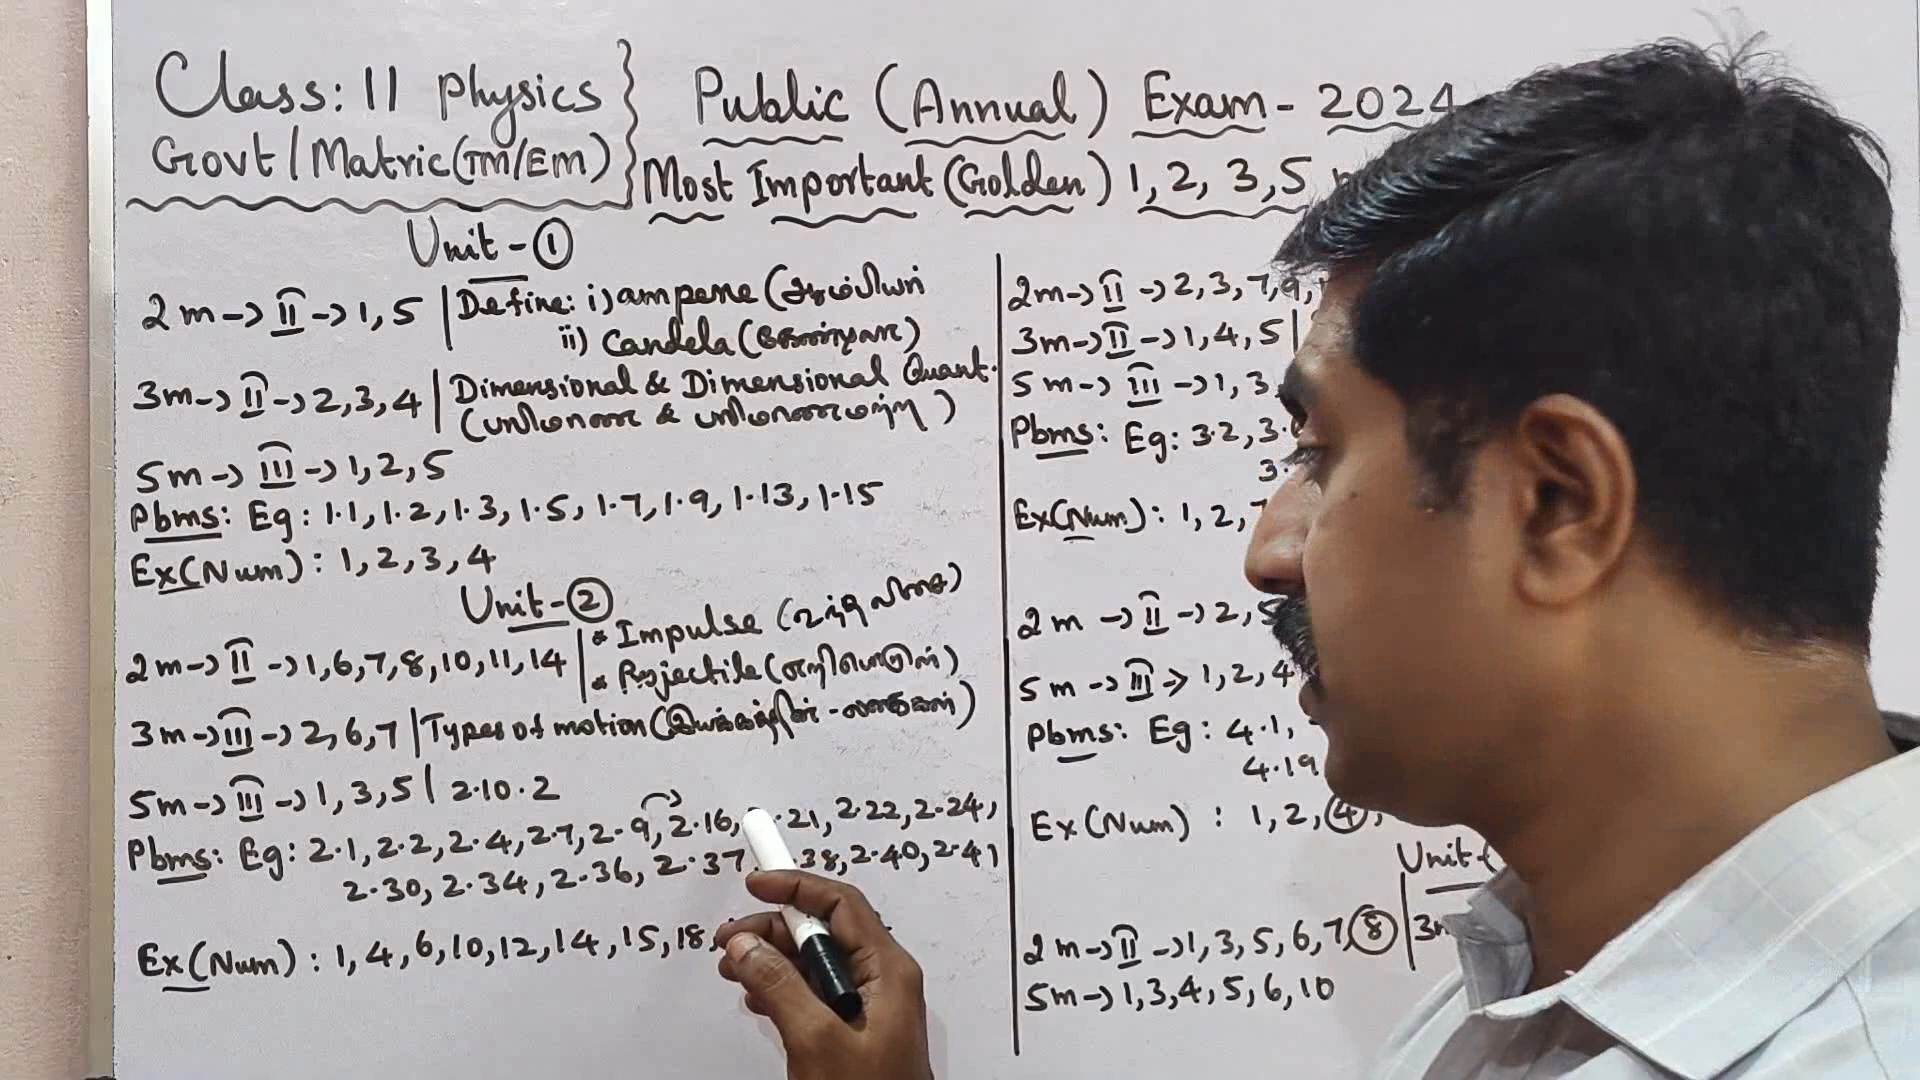 Class: 11 Physics
Govt/Matric(TM/EM)
Public (Annual) Exam - 2024
Most Important (Golden) 1, 2, 3, 5
Unit - 1
2m -> II -> 1, 5 | Define: i) ampere (ஆம்பியர்
ii) Candela (கேண்டிலா)
3m -> II -> 2, 3, 4 | Dimensional & Dimensional Quant.
(பரிமாண & பரிமாணமற்ற)
5m -> III -> 1, 2, 5
Pbms: Eg: 1.1, 1.2, 1.3, 1.5, 1.7, 1.9, 1.13, 1.15
Ex(Num): 1, 2, 3, 4
Unit - 2
2m -> II -> 1, 6, 7, 8, 10, 11, 14 | * Impulse (உந்து விசை)
* Projectile (எறிபொருள்)
3m -> III -> 2, 6, 7 | Types of motion (இயக்கத்தின் - வகைகள்)
5m -> III -> 1, 3, 5 | 2.10.2
Pbms: Eg: 2.1, 2.2, 2.4, 2.7, 2.9, 2.16, .21, 2.22, 2.24,
2.30, 2.34, 2.36, 2.37, .38, 2.40, 2.41
Ex(Num): 1, 4, 6, 10, 12, 14, 15, 18,
2m -> II -> 2, 3, 7, 9,
3m -> II -> 1, 4, 5 |
5m -> III -> 1, 3,
Pbms: Eg: 3.2, 3.
3.
Ex(Num): 1, 2,
2m -> II -> 2, 5
5m -> III -> 1, 2, 4
Pbms: Eg: 4.1,
4.19
Ex(Num): 1, 2, 4,
Unit -
2m -> II -> 1, 3, 5, 6, 7, 8 | 3m
5m -> 1, 3, 4, 5, 6, 10